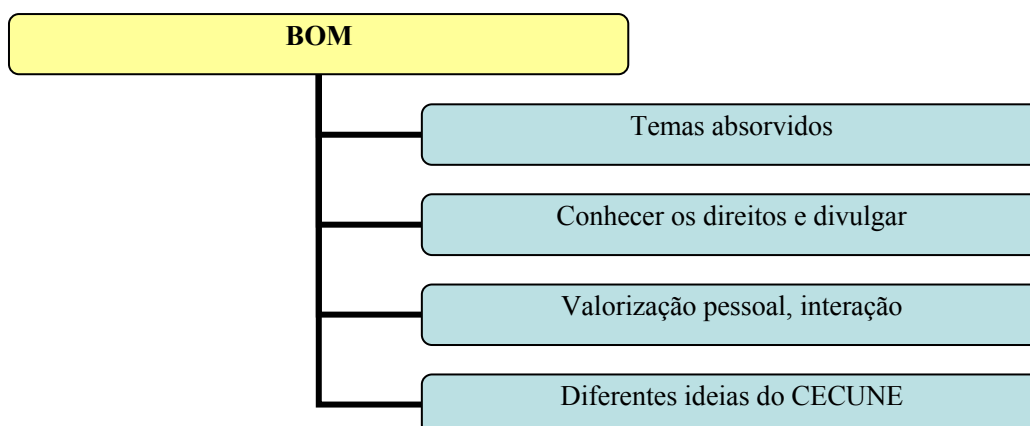 BOM
Temas absorvidos
Conhecer os direitos e divulgar
Valorização pessoal, interação
Diferentes ideias do CECUNE